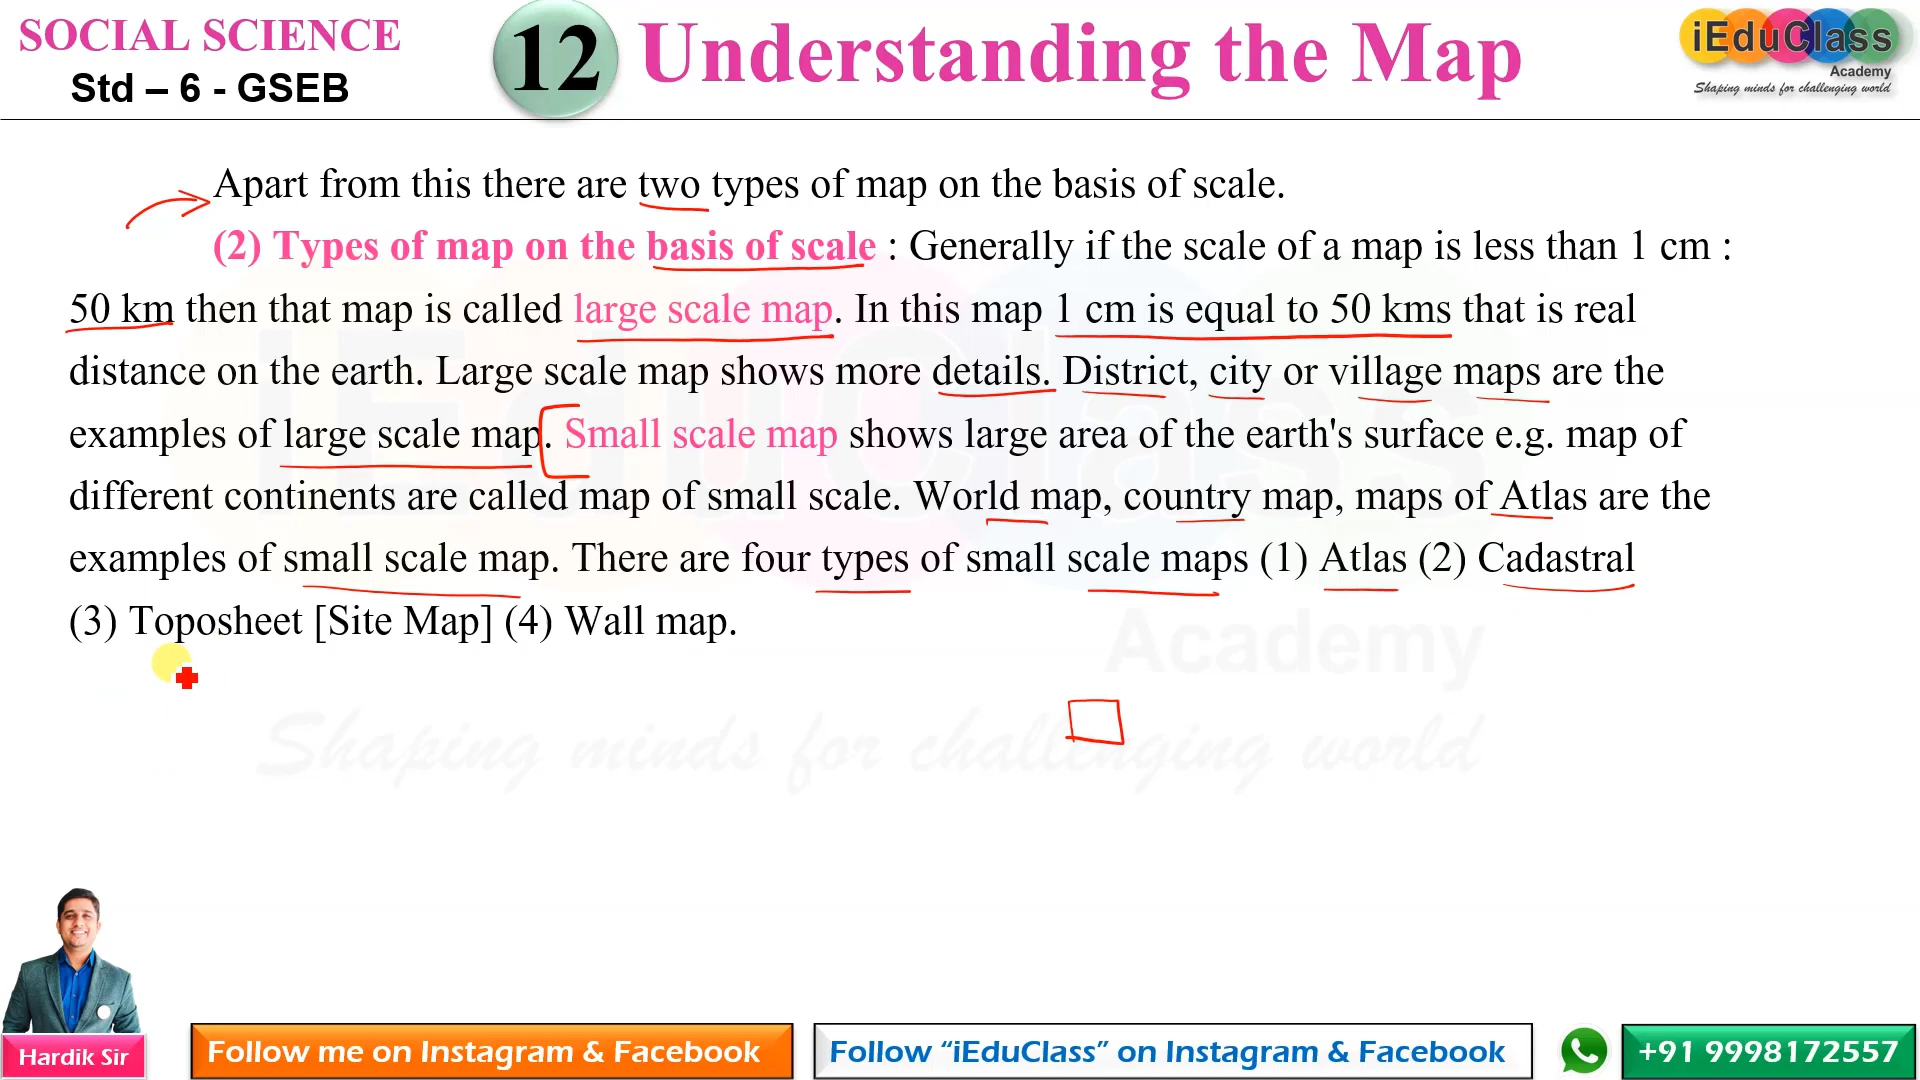 SOCIAL SCIENCE
Std – 6 - GSEB
12 Understanding the Map
iEduClass
Academy
Shaping minds for challenging world
Apart from this there are two types of map on the basis of scale.
(2) Types of map on the basis of scale : Generally if the scale of a map is less than 1 cm :
50 km then that map is called large scale map. In this map 1 cm is equal to 50 kms that is real
distance on the earth. Large scale map shows more details. District, city or village maps are the
examples of large scale map. Small scale map shows large area of the earth's surface e.g. map of
different continents are called map of small scale. World map, country map, maps of Atlas are the
examples of small scale map. There are four types of small scale maps (1) Atlas (2) Cadastral
(3) Toposheet [Site Map] (4) Wall map.
iEduClass
Academy
Shaping minds for challenging world
Hardik Sir
Follow me on Instagram & Facebook
Follow “iEduClass” on Instagram & Facebook
+91 9998172557